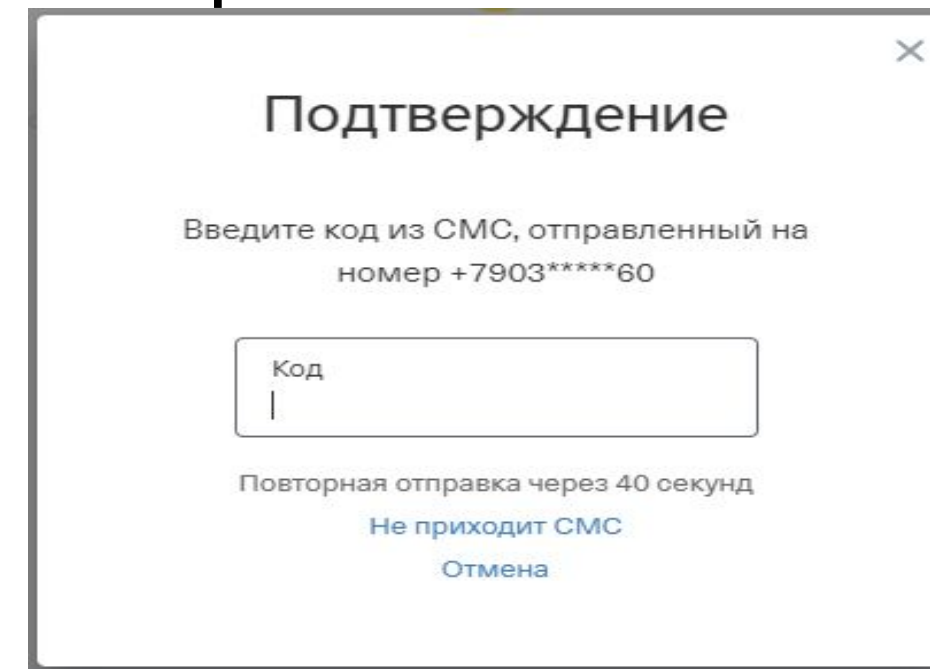 Подтверждение
Введите код из СМС, отправленный на
номер +7903*****60
Код
Повторная отправка через 40 секунд
Не приходит СМС
Отмена